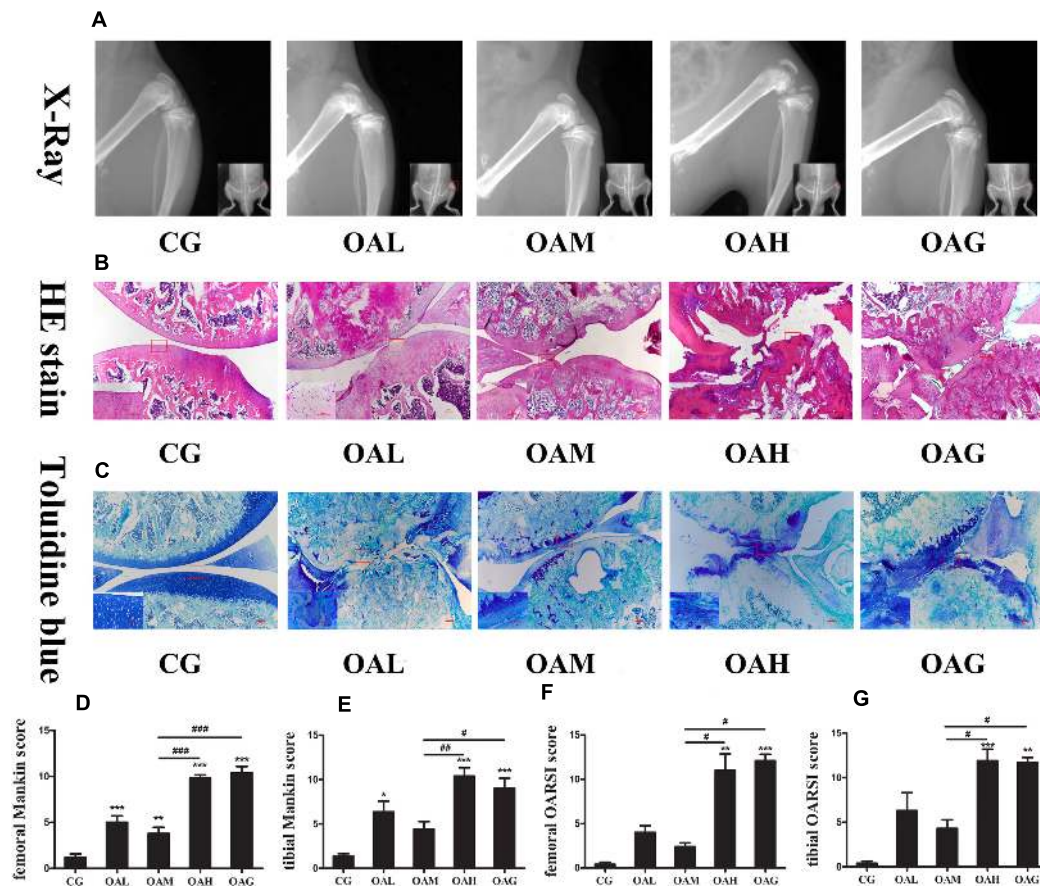 A
X-Ray
CG OAL OAM OAH OAG
B
HE stain
CG OAL OAM OAH OAG
C
Toluidine blue
CG OAL OAM OAH OAG
D
femoral Mankin score
15
10
5
0
***
**
***
***
###
###
CG OAL OAM OAH OAG
E
tibial Mankin score
15
10
5
0
*
***
***
##
#
CG OAL OAM OAH OAG
F
femoral OARSI score
15
10
5
0
**
***
#
#
CG OAL OAM OAH OAG
G
tibial OARSI score
15
10
5
0
***
**
#
#
CG OAL OAM OAH OAG